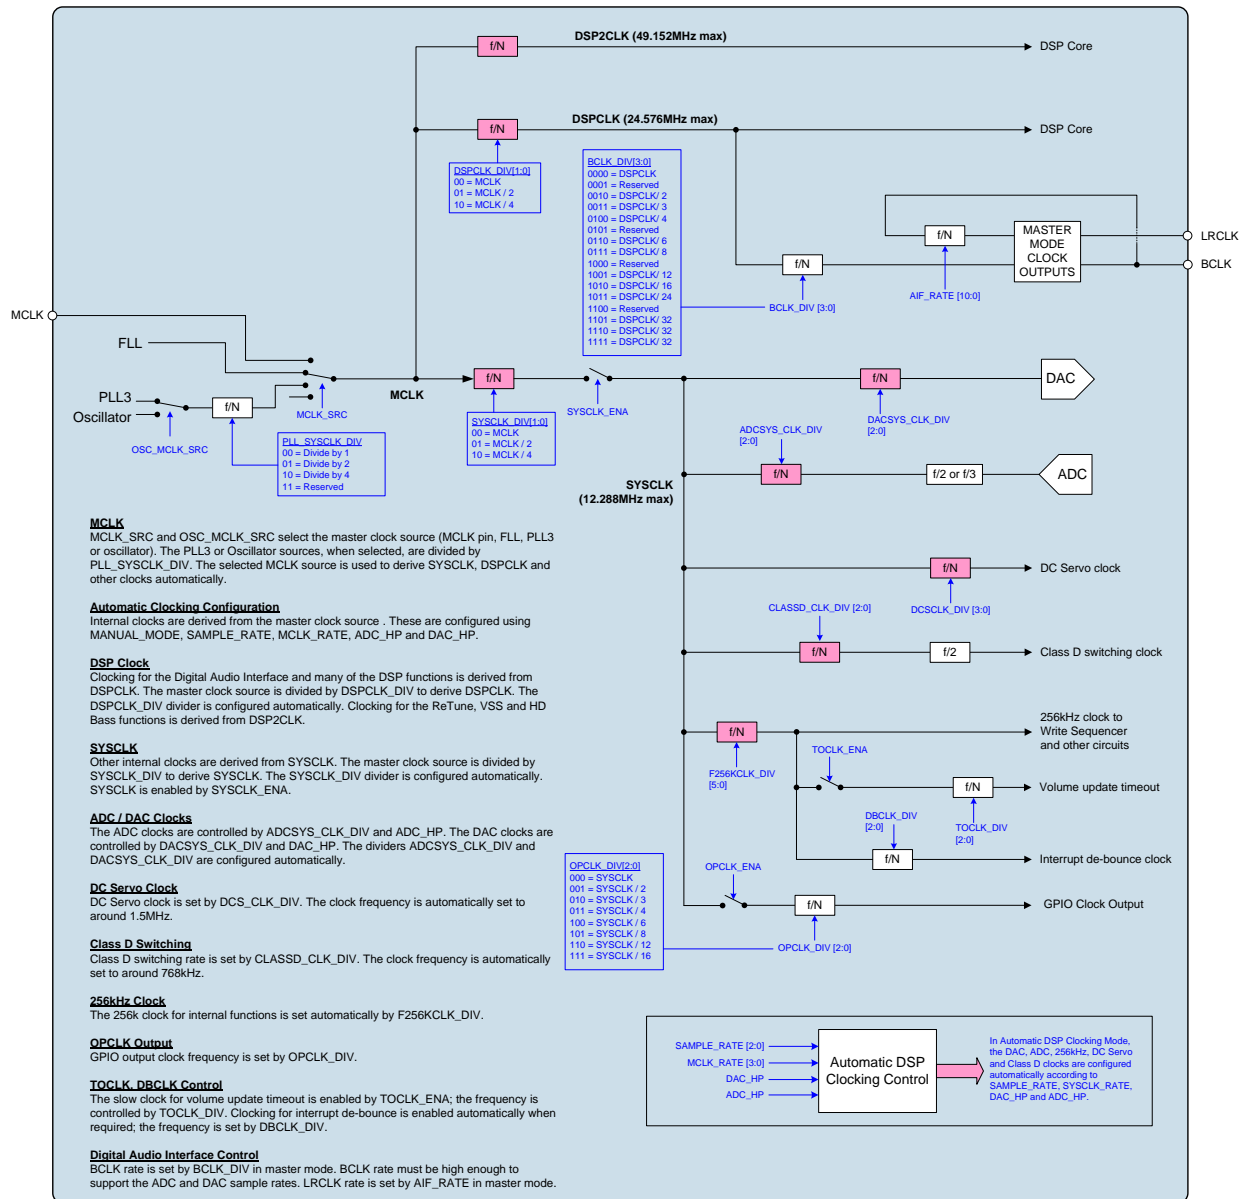 DSP2CLK (49.152MHz max)
f/N
DSP Core
DSPCLK (24.576MHz max)
f/N
DSP Core
DSPCLK_DIV[1:0]
00 = MCLK
01 = MCLK / 2
10 = MCLK / 4
BCLK_DIV[3:0]
0000 = DSPCLK
0001 = Reserved
0010 = DSPCLK/ 2
0011 = DSPCLK/ 3
0100 = DSPCLK/ 4
0101 = Reserved
0110 = DSPCLK/ 6
0111 = DSPCLK/ 8
1000 = Reserved
1001 = DSPCLK/ 12
1010 = DSPCLK/ 16
1011 = DSPCLK/ 24
1100 = Reserved
1101 = DSPCLK/ 32
1110 = DSPCLK/ 32
1111 = DSPCLK/ 32
f/N
BCLK_DIV [3:0]
f/N
AIF_RATE [10:0]
MASTER
MODE
CLOCK
OUTPUTS
LRCLK
BCLK
MCLK
FLL
PLL3
Oscillator
OSC_MCLK_SRC
f/N
PLL_SYSCLK_DIV
00 = Divide by 1
01 = Divide by 2
10 = Divide by 4
11 = Reserved
MCLK_SRC
MCLK
f/N
SYSCLK_DIV[1:0]
00 = MCLK
01 = MCLK / 2
10 = MCLK / 4
SYSCLK_ENA
f/N
DACSYS_CLK_DIV
[2:0]
DAC
ADCSYS_CLK_DIV
[2:0]
f/N
f/2 or f/3
ADC
SYSCLK
(12.288MHz max)
f/N
DC Servo clock
DCSCLK_DIV [3:0]
CLASSD_CLK_DIV [2:0]
f/N
f/2
Class D switching clock
f/N
F256KCLK_DIV
[5:0]
256kHz clock to
Write Sequencer
and other circuits
TOCLK_ENA
f/N
Volume update timeout
TOCLK_DIV
[2:0]
DBCLK_DIV
[2:0]
f/N
Interrupt de-bounce clock
OPCLK_DIV[2:0]
000 = SYSCLK
001 = SYSCLK / 2
010 = SYSCLK / 3
011 = SYSCLK / 4
100 = SYSCLK / 6
101 = SYSCLK / 8
110 = SYSCLK / 12
111 = SYSCLK / 16
OPCLK_ENA
f/N
GPIO Clock Output
OPCLK_DIV [2:0]
MCLK
MCLK_SRC and OSC_MCLK_SRC select the master clock source (MCLK pin, FLL, PLL3
or oscillator). The PLL3 or Oscillator sources, when selected, are divided by
PLL_SYSCLK_DIV. The selected MCLK source is used to derive SYSCLK, DSPCLK and
other clocks automatically.
Automatic Clocking Configuration
Internal clocks are derived from the master clock source . These are configured using
MANUAL_MODE, SAMPLE_RATE, MCLK_RATE, ADC_HP and DAC_HP.
DSP Clock
Clocking for the Digital Audio Interface and many of the DSP functions is derived from
DSPCLK. The master clock source is divided by DSPCLK_DIV to derive DSPCLK. The
DSPCLK_DIV divider is configured automatically. Clocking for the ReTune, VSS and HD
Bass functions is derived from DSP2CLK.
SYSCLK
Other internal clocks are derived from SYSCLK. The master clock source is divided by
SYSCLK_DIV to derive SYSCLK. The SYSCLK_DIV divider is configured automatically.
SYSCLK is enabled by SYSCLK_ENA.
ADC / DAC Clocks
The ADC clocks are controlled by ADCSYS_CLK_DIV and ADC_HP. The DAC clocks are
controlled by DACSYS_CLK_DIV and DAC_HP. The dividers ADCSYS_CLK_DIV and
DACSYS_CLK_DIV are configured automatically.
DC Servo Clock
DC Servo clock is set by DCS_CLK_DIV. The clock frequency is automatically set to
around 1.5MHz.
Class D Switching
Class D switching rate is set by CLASSD_CLK_DIV. The clock frequency is automatically
set to around 768kHz.
256kHz Clock
The 256k clock for internal functions is set automatically by F256KCLK_DIV.
OPCLK Output
GPIO output clock frequency is set by OPCLK_DIV.
TOCLK. DBCLK Control
The slow clock for volume update timeout is enabled by TOCLK_ENA; the frequency is
controlled by TOCLK_DIV. Clocking for interrupt de-bounce is enabled automatically when
required; the frequency is set by DBCLK_DIV.
Digital Audio Interface Control
BCLK rate is set by BCLK_DIV in master mode. BCLK rate must be high enough to
support the ADC and DAC sample rates. LRCLK rate is set by AIF_RATE in master mode.
SAMPLE_RATE [2:0]
MCLK_RATE [3:0]
DAC_HP
ADC_HP
Automatic DSP
Clocking Control
In Automatic DSP Clocking Mode,
the DAC, ADC, 256kHz, DC Servo
and Class D clocks are configured
automatically according to
SAMPLE_RATE, SYSCLK_RATE,
DAC_HP and ADC_HP.